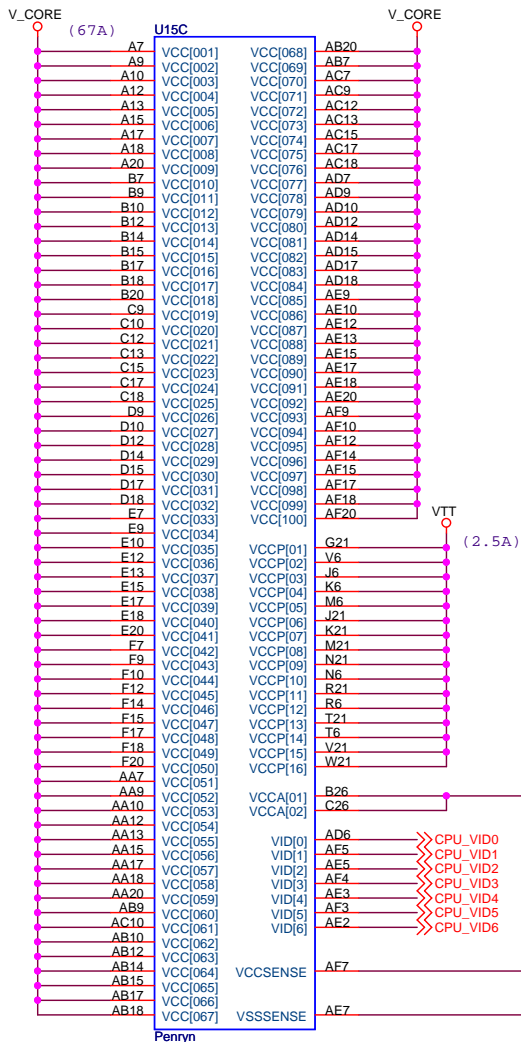 V_CORE V_CORE
(67A) U15C
A7 VCC[001] VCC[068] AB20
A9 VCC[002] VCC[069] AB7
A10 VCC[003] VCC[070] AC7
A12 VCC[004] VCC[071] AC9
A13 VCC[005] VCC[072] AC12
A15 VCC[006] VCC[073] AC13
A17 VCC[007] VCC[074] AC15
A18 VCC[008] VCC[075] AC17
A20 VCC[009] VCC[076] AC18
B7 VCC[010] VCC[077] AD7
B9 VCC[011] VCC[078] AD9
B10 VCC[012] VCC[079] AD10
B12 VCC[013] VCC[080] AD12
B14 VCC[014] VCC[081] AD14
B15 VCC[015] VCC[082] AD15
B17 VCC[016] VCC[083] AD17
B18 VCC[017] VCC[084] AD18
B20 VCC[018] VCC[085] AE9
C9 VCC[019] VCC[086] AE10
C10 VCC[020] VCC[087] AE12
C12 VCC[021] VCC[088] AE13
C13 VCC[022] VCC[089] AE15
C15 VCC[023] VCC[090] AE17
C17 VCC[024] VCC[091] AE18
C18 VCC[025] VCC[092] AE20
D9 VCC[026] VCC[093] AF9
D10 VCC[027] VCC[094] AF10
D12 VCC[028] VCC[095] AF12
D14 VCC[029] VCC[096] AF14
D15 VCC[030] VCC[097] AF15
D17 VCC[031] VCC[098] AF17
D18 VCC[032] VCC[099] AF18
E7 VCC[033] VCC[100] AF20
VTT
E9 VCC[034]
(2.5A)
E10 VCC[035] VCCP[01] G21
E12 VCC[036] VCCP[02] V6
E13 VCC[037] VCCP[03] J6
E15 VCC[038] VCCP[04] K6
E17 VCC[039] VCCP[05] M6
E18 VCC[040] VCCP[06] J21
E20 VCC[041] VCCP[07] K21
F7 VCC[042] VCCP[08] M21
F9 VCC[043] VCCP[09] N21
F10 VCC[044] VCCP[10] N6
F12 VCC[045] VCCP[11] R21
F14 VCC[046] VCCP[12] R6
F15 VCC[047] VCCP[13] T21
F17 VCC[048] VCCP[14] T6
F18 VCC[049] VCCP[15] V21
F20 VCC[050] VCCP[16] W21
AA7 VCC[051]
AA9 VCC[052] VCCA[01] B26
AA10 VCC[053] VCCA[02] C26
AA12 VCC[054]
AA13 VCC[055] VID[0] AD6 CPU_VID0
AA15 VCC[056] VID[1] AF5 CPU_VID1
AA17 VCC[057] VID[2] AE5 CPU_VID2
AA18 VCC[058] VID[3] AF4 CPU_VID3
AA20 VCC[059] VID[4] AE3 CPU_VID4
AB9 VCC[060] VID[5] AF3 CPU_VID5
AC10 VCC[061] VID[6] AE2 CPU_VID6
AB10 VCC[062]
AB12 VCC[063]
AB14 VCC[064] VCCSENSE AF7
AB15 VCC[065]
AB17 VCC[066]
AB18 VCC[067] VSSSENSE AE7
Penryn